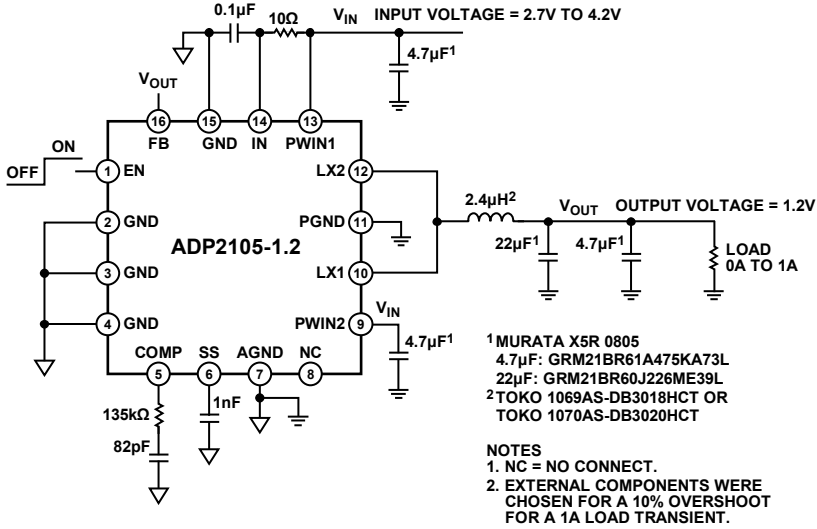 0.1µF
10Ω
VIN
INPUT VOLTAGE = 2.7V TO 4.2V
4.7µF1
VOUT
16
15
14
13
FB
GND
IN
PWIN1
ON
OFF
1
EN
LX2
12
2
GND
PGND
11
2.4µH2
VOUT
OUTPUT VOLTAGE = 1.2V
ADP2105-1.2
22µF1
4.7µF1
LOAD
0A TO 1A
3
GND
LX1
10
4
GND
PWIN2
9
VIN
4.7µF1
COMP
SS
AGND
NC
5
6
7
8
135kΩ
1nF
82pF
1 MURATA X5R 0805
4.7µF: GRM21BR61A475KA73L
22µF: GRM21BR60J226ME39L
2 TOKO 1069AS-DB3018HCT OR
TOKO 1070AS-DB3020HCT
NOTES
1. NC = NO CONNECT.
2. EXTERNAL COMPONENTS WERE
CHOSEN FOR A 10% OVERSHOOT
FOR A 1A LOAD TRANSIENT.